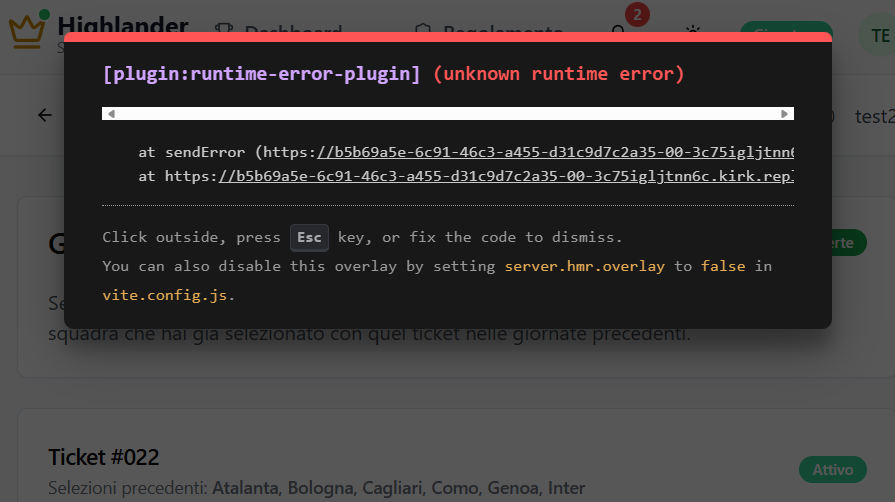 Highlander
Dashboard
Regolamento
2
TE
[plugin:runtime-error-plugin] (unknown runtime error)
test2
at sendError (https://b5b69a5e-6c91-46c3-a455-d31c9d7c2a35-00-3c75igljtnn6
at https://b5b69a5e-6c91-46c3-a455-d31c9d7c2a35-00-3c75igljtnn6c.kirk.repl
Click outside, press Esc key, or fix the code to dismiss.
You can also disable this overlay by setting server.hmr.overlay to false in
vite.config.js.
squadra che hai già selezionato con quel ticket nelle giornate precedenti.
Ticket #022
Attivo
Selezioni precedenti: Atalanta, Bologna, Cagliari, Como, Genoa, Inter